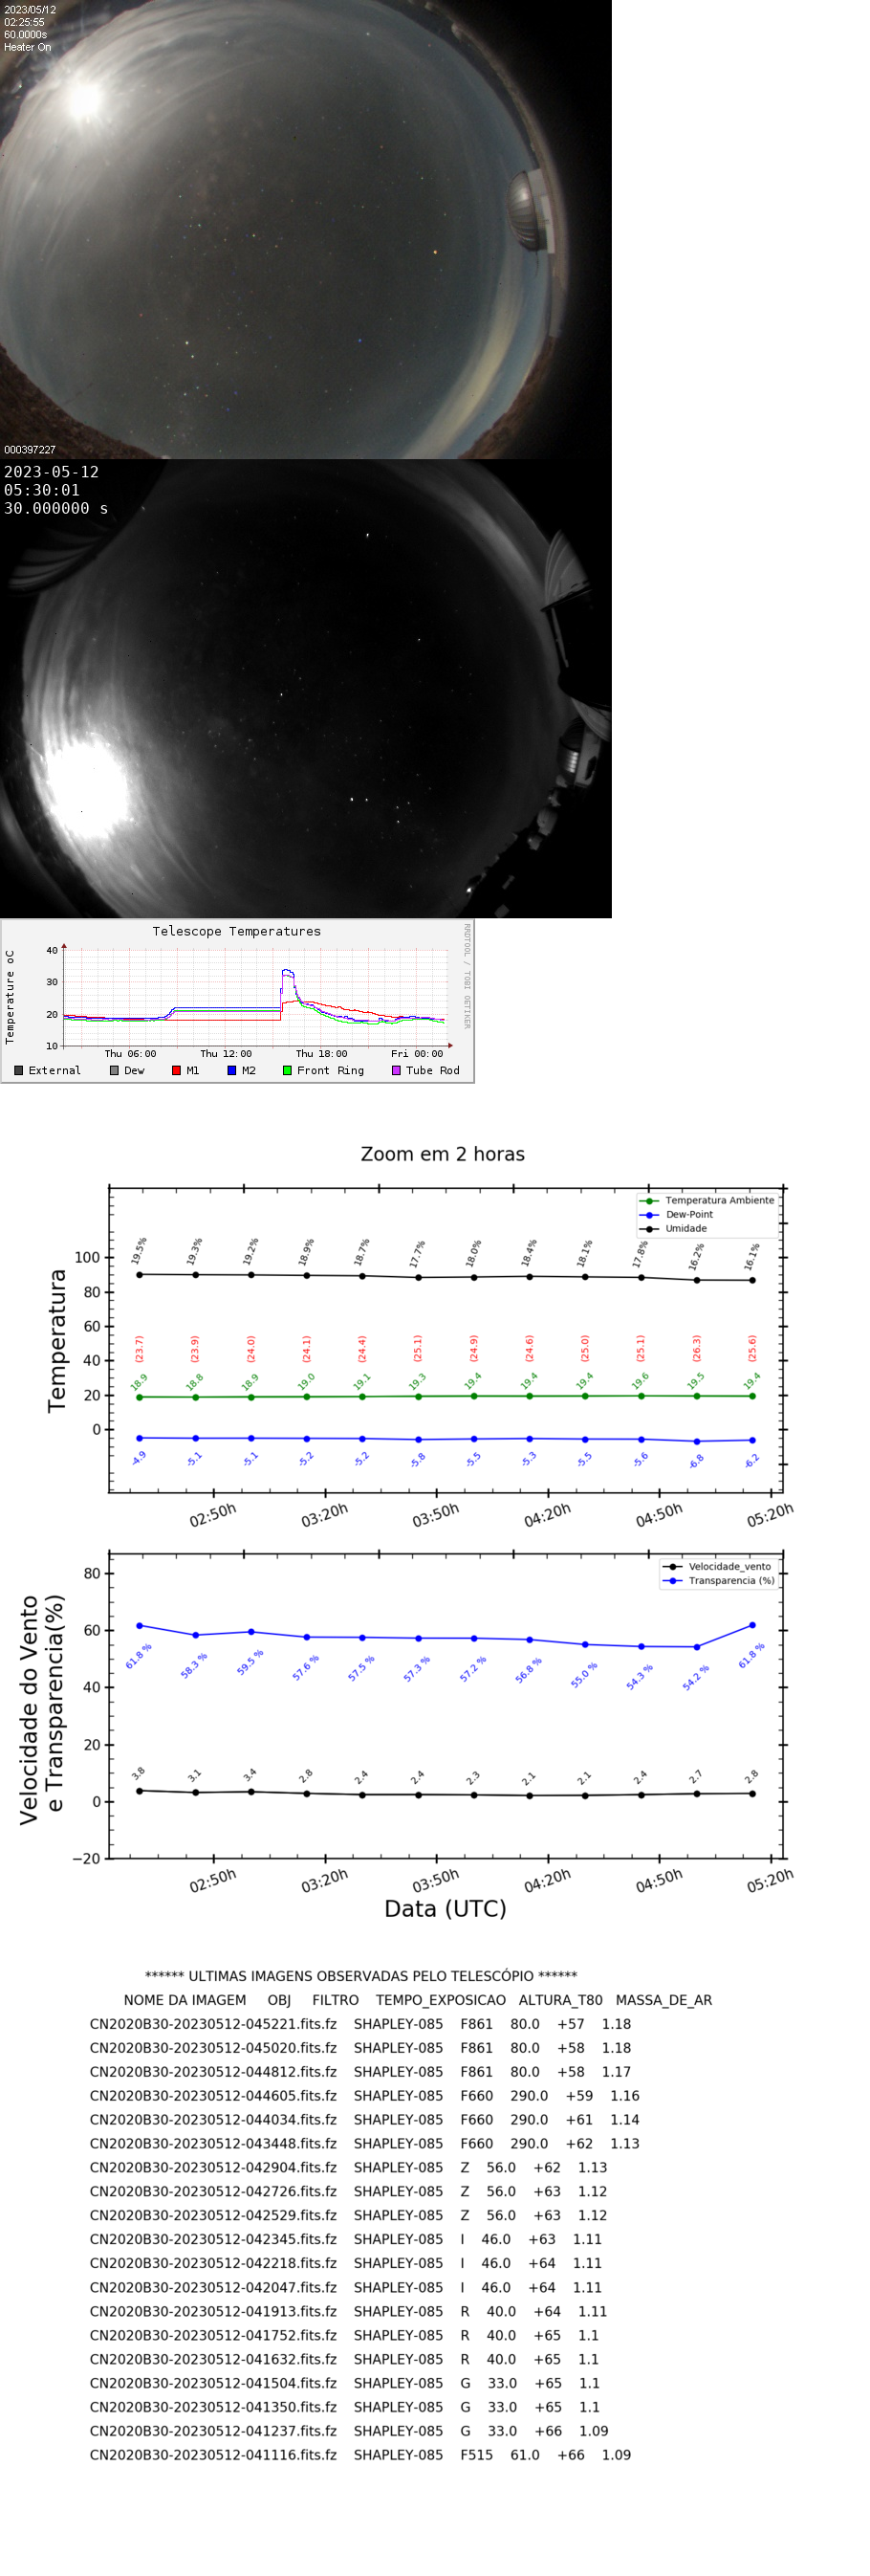 2023/05/12
02:25:55
60.0000s
Heater On
000397227
2023-05-12
05:30:01
30.000000 s
Telescope Temperatures
RRDTOOL / TOBI OETIKER
Temperature oC
40
30
20
10
Thu 06:00 Thu 12:00 Thu 18:00 Fri 00:00
External Dew M1 M2 Front Ring Tube Rod
Zoom em 2 horas
Temperatura Ambiente
Dew-Point
Umidade
Temperatura
100
80
60
40
20
0
19.5% 19.3% 19.2% 18.9% 18.7% 17.7% 18.0% 18.4% 18.1% 17.8% 16.2% 16.1%
(23.7) (23.9) (24.0) (24.1) (24.4) (25.1) (24.9) (24.6) (25.0) (25.1) (26.3) (25.6)
18.9 18.8 18.9 19.0 19.1 19.3 19.4 19.4 19.4 19.6 19.5 19.4
-4.9 -5.1 -5.1 -5.2 -5.2 -5.8 -5.5 -5.3 -5.5 -5.6 -6.8 -6.2
02:50h 03:20h 03:50h 04:20h 04:50h 05:20h
Velocidade_vento
Transparencia (%)
Velocidade do Vento
e Transparencia(%)
80
60
40
20
0
−20
61.8 % 58.3 % 59.5 % 57.6 % 57.5 % 57.3 % 57.2 % 56.8 % 55.0 % 54.3 % 54.2 % 61.8 %
3.8 3.1 3.4 2.8 2.4 2.4 2.3 2.1 2.1 2.4 2.7 2.8
02:50h 03:20h 03:50h 04:20h 04:50h 05:20h
Data (UTC)
****** ULTIMAS IMAGENS OBSERVADAS PELO TELESCÓPIO ******
NOME DA IMAGEM OBJ FILTRO TEMPO_EXPOSICAO ALTURA_T80 MASSA_DE_AR
CN2020B30-20230512-045221.fits.fz SHAPLEY-085 F861 80.0 +57 1.18
CN2020B30-20230512-045020.fits.fz SHAPLEY-085 F861 80.0 +58 1.18
CN2020B30-20230512-044812.fits.fz SHAPLEY-085 F861 80.0 +58 1.17
CN2020B30-20230512-044605.fits.fz SHAPLEY-085 F660 290.0 +59 1.16
CN2020B30-20230512-044034.fits.fz SHAPLEY-085 F660 290.0 +61 1.14
CN2020B30-20230512-043448.fits.fz SHAPLEY-085 F660 290.0 +62 1.13
CN2020B30-20230512-042904.fits.fz SHAPLEY-085 Z 56.0 +62 1.13
CN2020B30-20230512-042726.fits.fz SHAPLEY-085 Z 56.0 +63 1.12
CN2020B30-20230512-042529.fits.fz SHAPLEY-085 Z 56.0 +63 1.12
CN2020B30-20230512-042345.fits.fz SHAPLEY-085 I 46.0 +63 1.11
CN2020B30-20230512-042218.fits.fz SHAPLEY-085 I 46.0 +64 1.11
CN2020B30-20230512-042047.fits.fz SHAPLEY-085 I 46.0 +64 1.11
CN2020B30-20230512-041913.fits.fz SHAPLEY-085 R 40.0 +64 1.11
CN2020B30-20230512-041752.fits.fz SHAPLEY-085 R 40.0 +65 1.1
CN2020B30-20230512-041632.fits.fz SHAPLEY-085 R 40.0 +65 1.1
CN2020B30-20230512-041504.fits.fz SHAPLEY-085 G 33.0 +65 1.1
CN2020B30-20230512-041350.fits.fz SHAPLEY-085 G 33.0 +65 1.1
CN2020B30-20230512-041237.fits.fz SHAPLEY-085 G 33.0 +66 1.09
CN2020B30-20230512-041116.fits.fz SHAPLEY-085 F515 61.0 +66 1.09